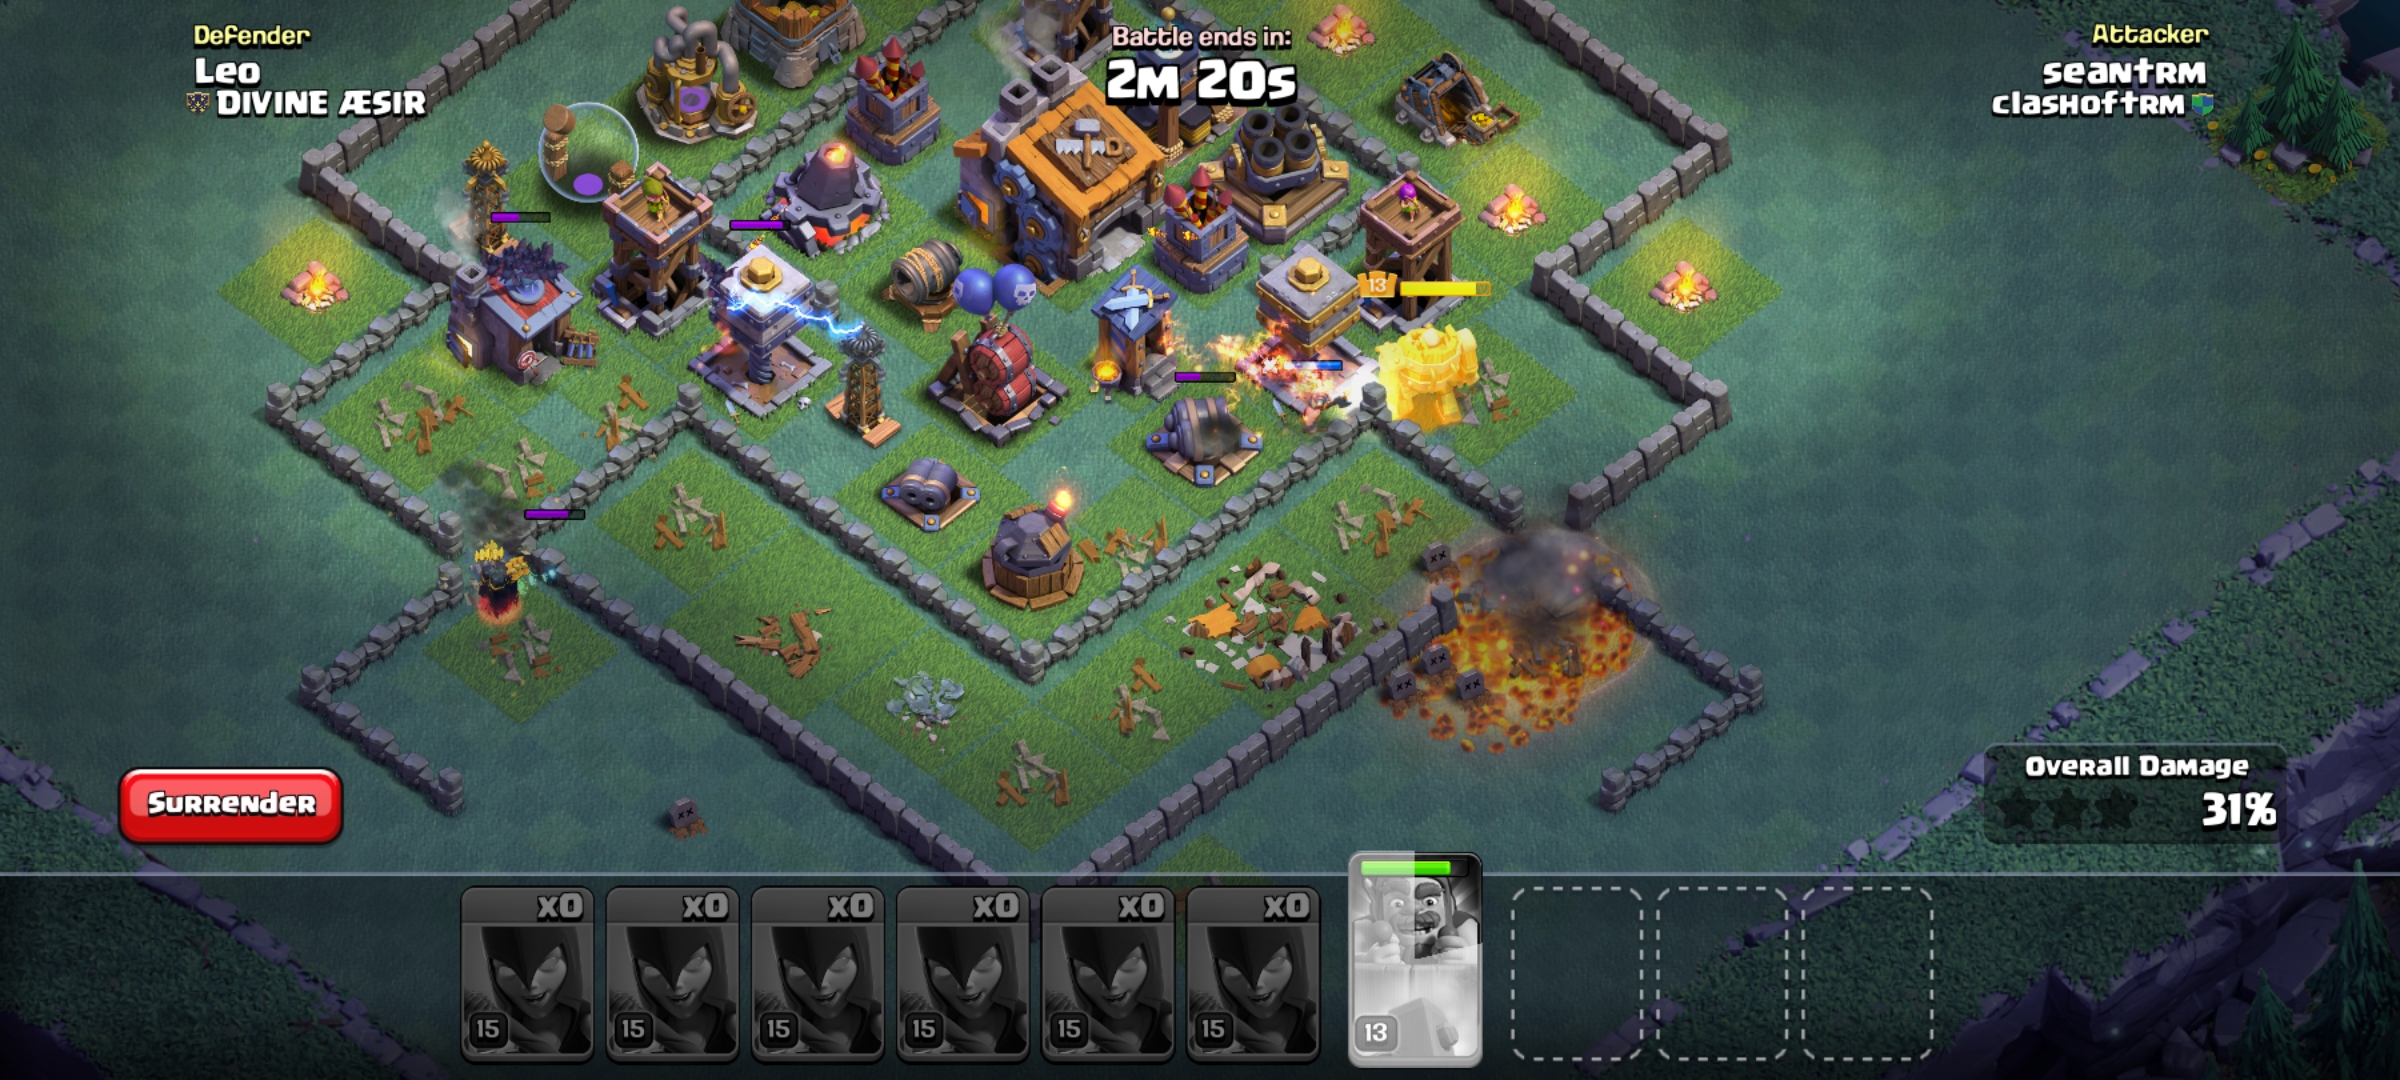 Defender
Leo
DIVINE ÆSIR
Battle ends in:
2M 20s
Attacker
seantrm
clashoftrm
13
Surrender
Overall Damage
31%
x0 x0 x0 x0 x0 x0
15 15 15 15 15 15 13